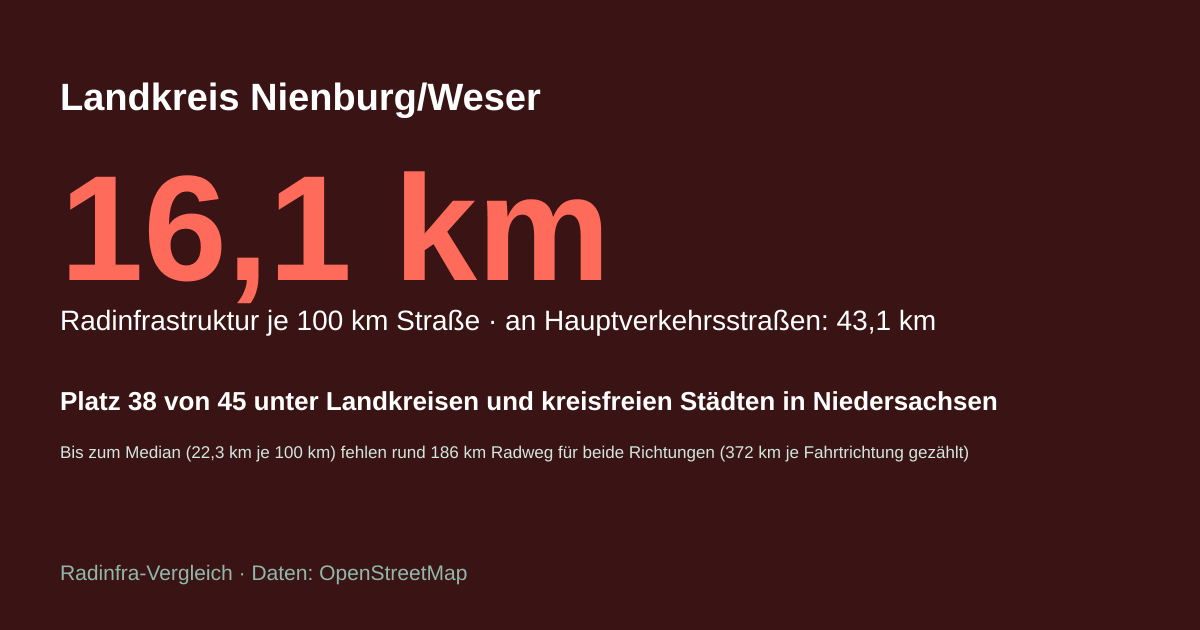 Landkreis Nienburg/Weser
16,1 km
Radinfrastruktur je 100 km Straße · an Hauptverkehrsstraßen: 43,1 km
Platz 38 von 45 unter Landkreisen und kreisfreien Städten in Niedersachsen
Bis zum Median (22,3 km je 100 km) fehlen rund 186 km Radweg für beide Richtungen (372 km je Fahrtrichtung gezählt)
Radinfra-Vergleich · Daten: OpenStreetMap